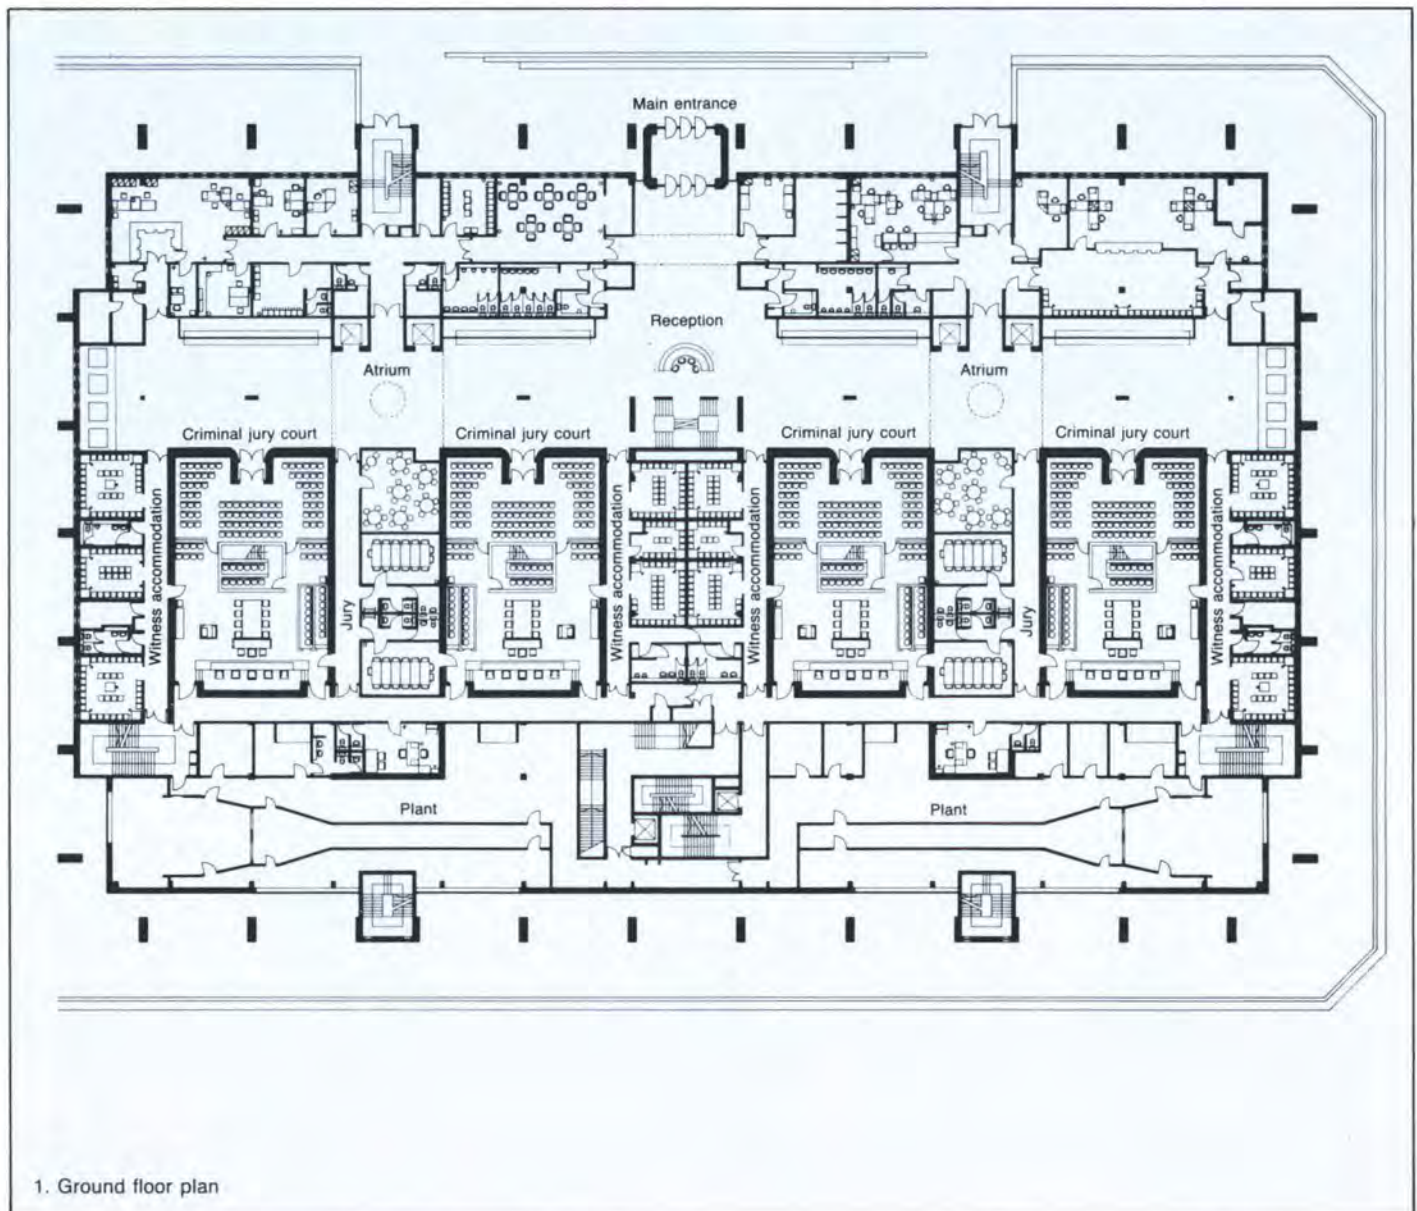 Main entrance
Reception
Atrium
Atrium
Criminal jury court
Criminal jury court
Criminal jury court
Criminal jury court
Witness accommodation
Jury
Witness accommodation
Witness accommodation
Jury
Witness accommodation
Plant
Plant
1. Ground floor plan